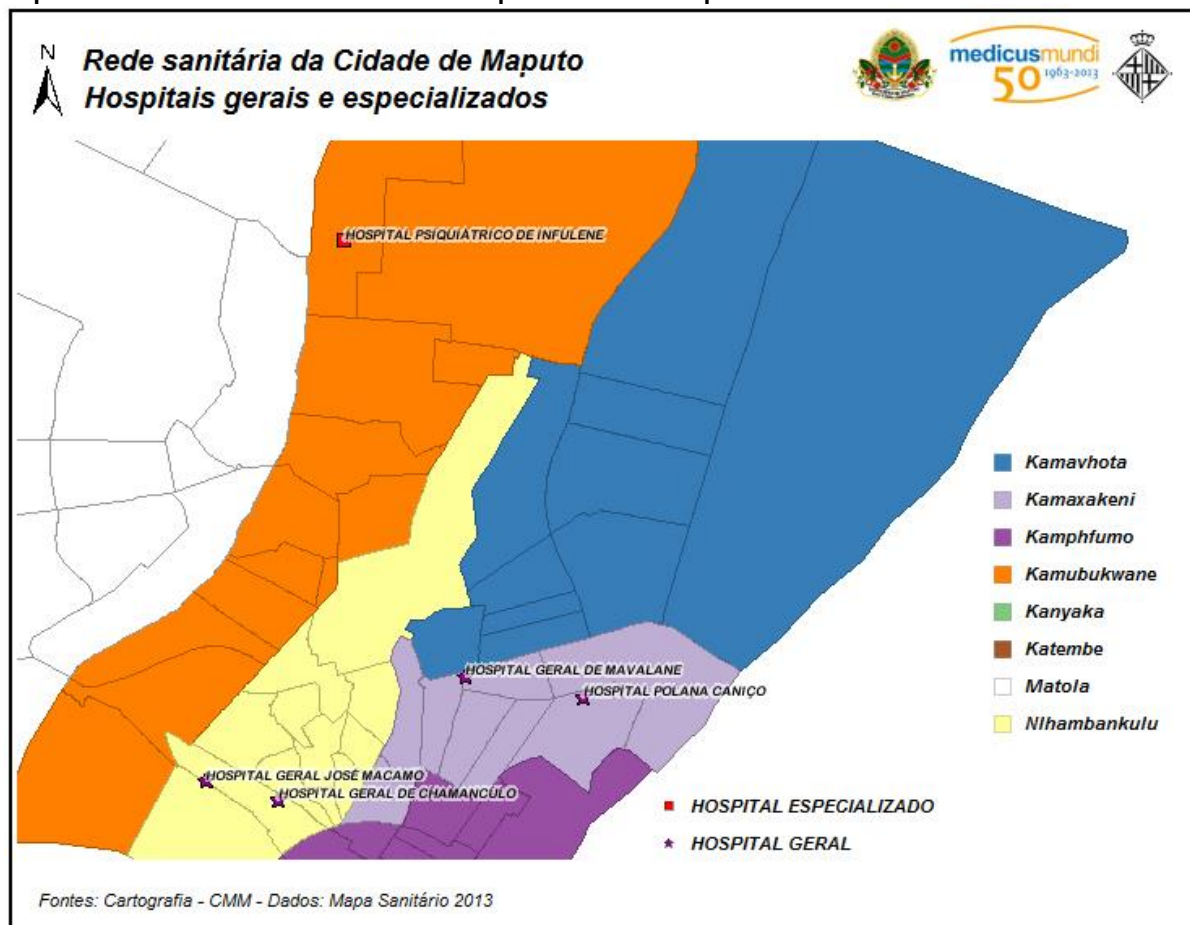 N
Rede sanitária da Cidade de Maputo
Hospitais gerais e especializados
medicusmundi
50 1963-2013
HOSPITAL PSIQUIÁTRICO DE INFULENE
HOSPITAL GERAL DE MAVALANE
HOSPITAL POLANA CANIÇO
HOSPITAL GERAL JOSÉ MACAMO
HOSPITAL GERAL DE CHAMANCULO
Kamavhota
Kamaxakeni
Kamphfumo
Kamubukwane
Kanyaka
Katembe
Matola
Nlhambankulu
HOSPITAL ESPECIALIZADO
HOSPITAL GERAL
Fontes: Cartografia - CMM - Dados: Mapa Sanitário 2013